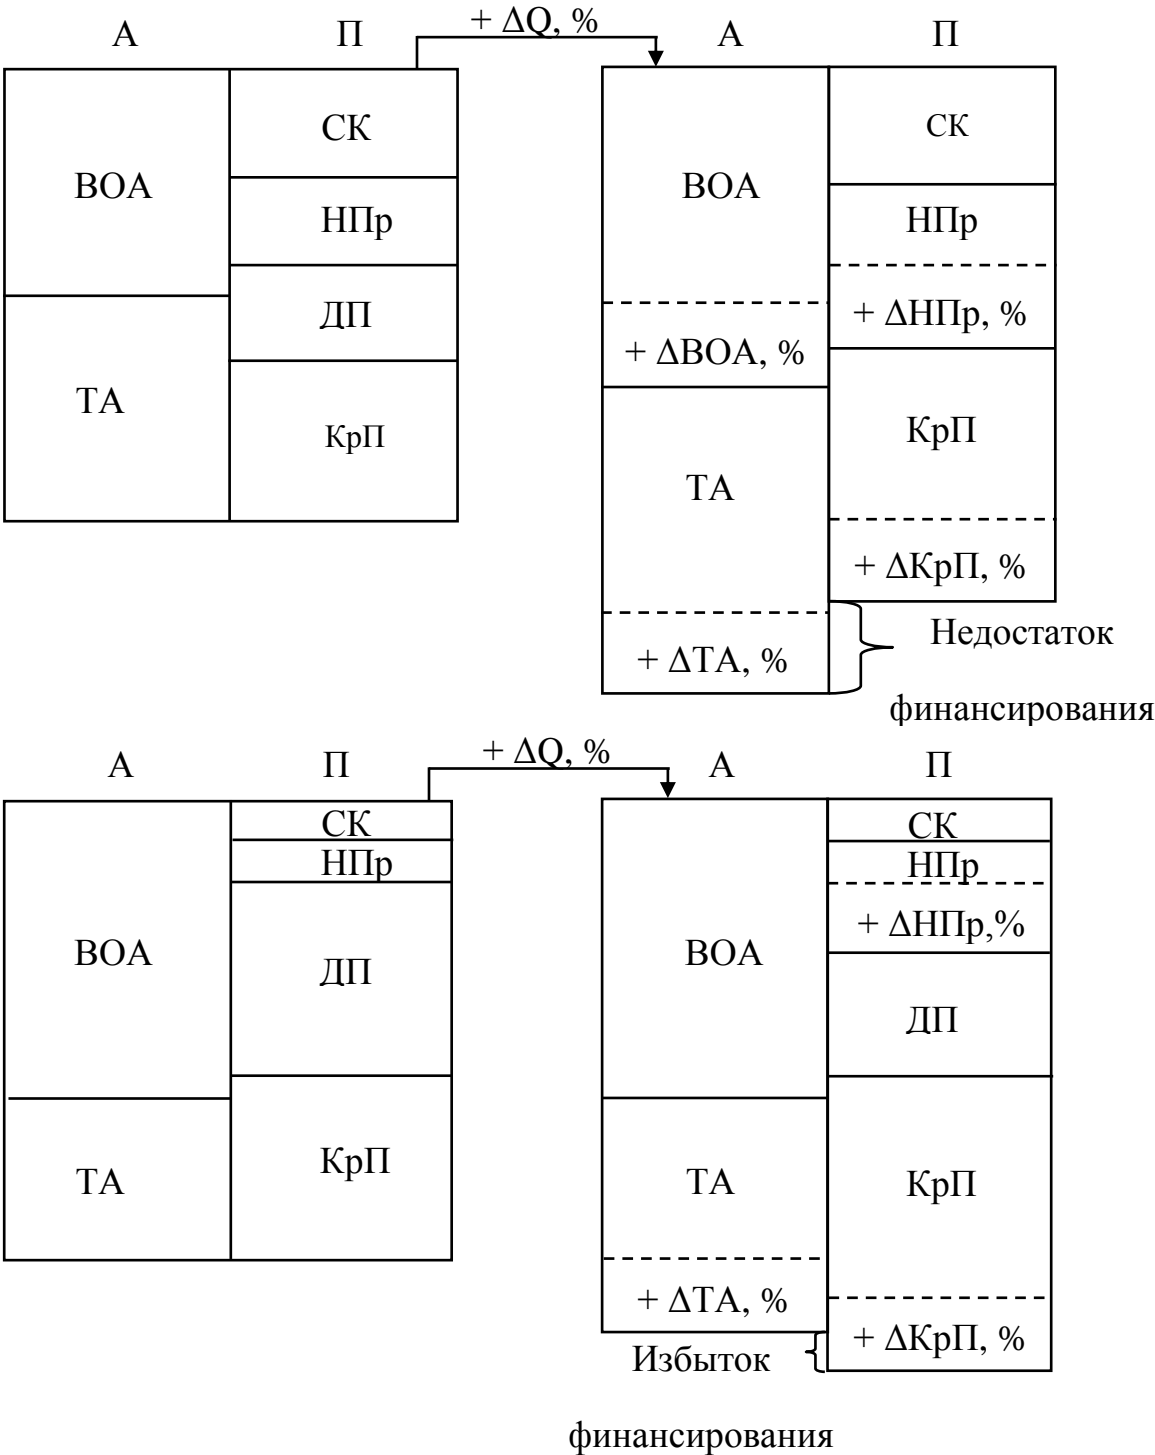 А П + ΔQ, % А П
СК СК
ВОА ВОА
НПр НПр
ДП + ΔНПр, %
+ ΔВОА, %
ТА КрП КрП
ТА
+ ΔКрП, %
Недостаток
+ ΔТА, %
финансирования
А П + ΔQ, % А П
СК СК
НПр НПр
+ ΔНПр,%
ВОА ДП ВОА
ДП
ТА КрП ТА КрП
+ ΔТА, %
+ ΔКрП, %
Избыток
финансирования